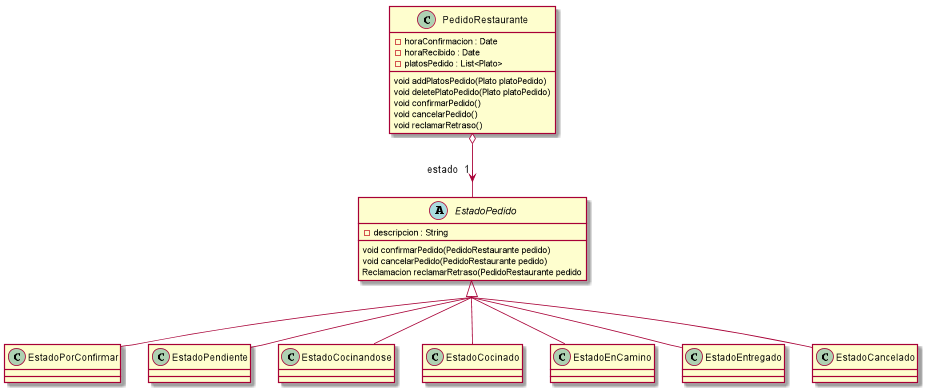 C PedidoRestaurante
horaConfirmacion : Date
horaRecibido : Date
platosPedido : List<Plato>
void addPlatosPedido(Plato platoPedido)
void deletePlatoPedido(Plato platoPedido)
void confirmarPedido()
void cancelarPedido()
void reclamarRetraso()
estado 1
A EstadoPedido
descripcion : String
void confirmarPedido(PedidoRestaurante pedido)
void cancelarPedido(PedidoRestaurante pedido)
Reclamacion reclamarRetraso(PedidoRestaurante pedido
C EstadoPorConfirmar C EstadoPendiente C EstadoCocinandose C EstadoCocinado C EstadoEnCamino C EstadoEntregado C EstadoCancelado